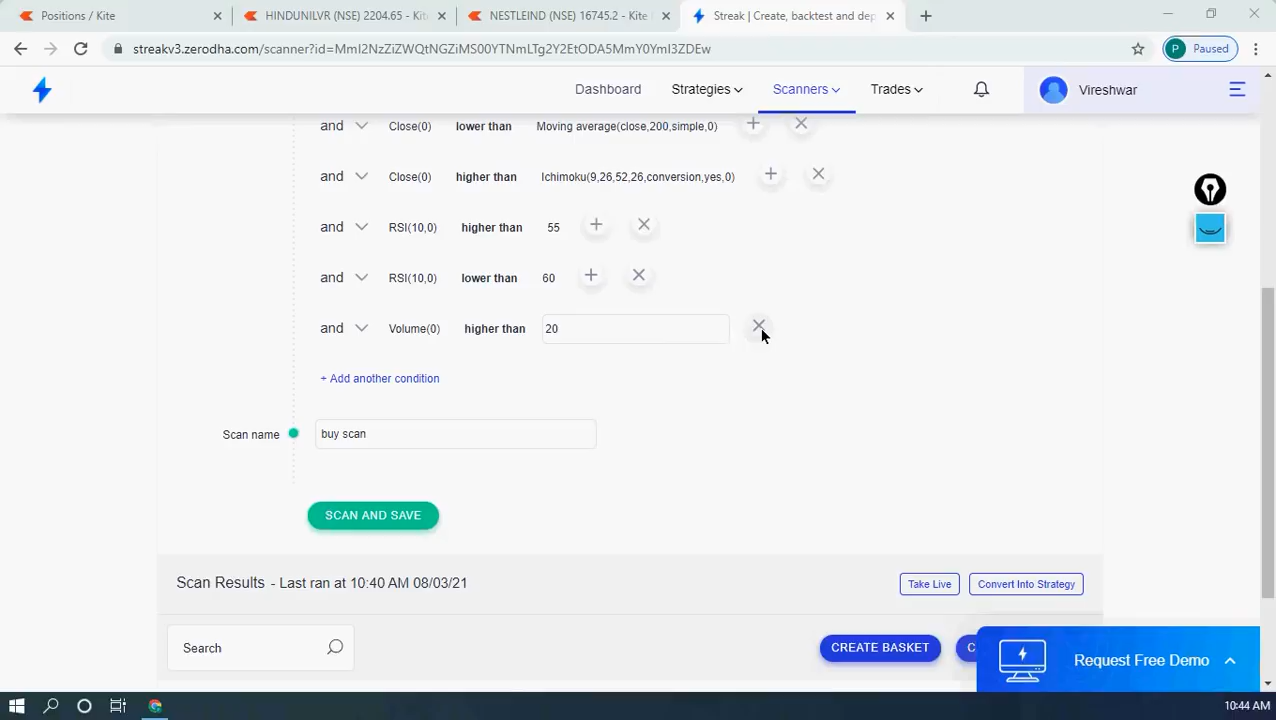 Positions / Kite
HINDUNILVR (NSE) 2204.65 - Kite
NESTLEIND (NSE) 16745.2 - Kite
Streak | Create, backtest and dep
streakv3.zerodha.com/scanner?id=MmI2NzZiZWQtNGZiMS00YTNmLTg2Y2EtODA5MmY0YmI3ZDEw
Paused
Dashboard Strategies Scanners Trades Vireshwar
and Close(0) lower than Moving average(close,200,simple,0)
and Close(0) higher than Ichimoku(9,26,52,26,conversion,yes,0)
and RSI(10,0) higher than 55
and RSI(10,0) lower than 60
and Volume(0) higher than 20
+ Add another condition
Scan name buy scan
SCAN AND SAVE
Scan Results - Last ran at 10:40 AM 08/03/21 Take Live Convert Into Strategy
Search CREATE BASKET
Request Free Demo
10:44 AM